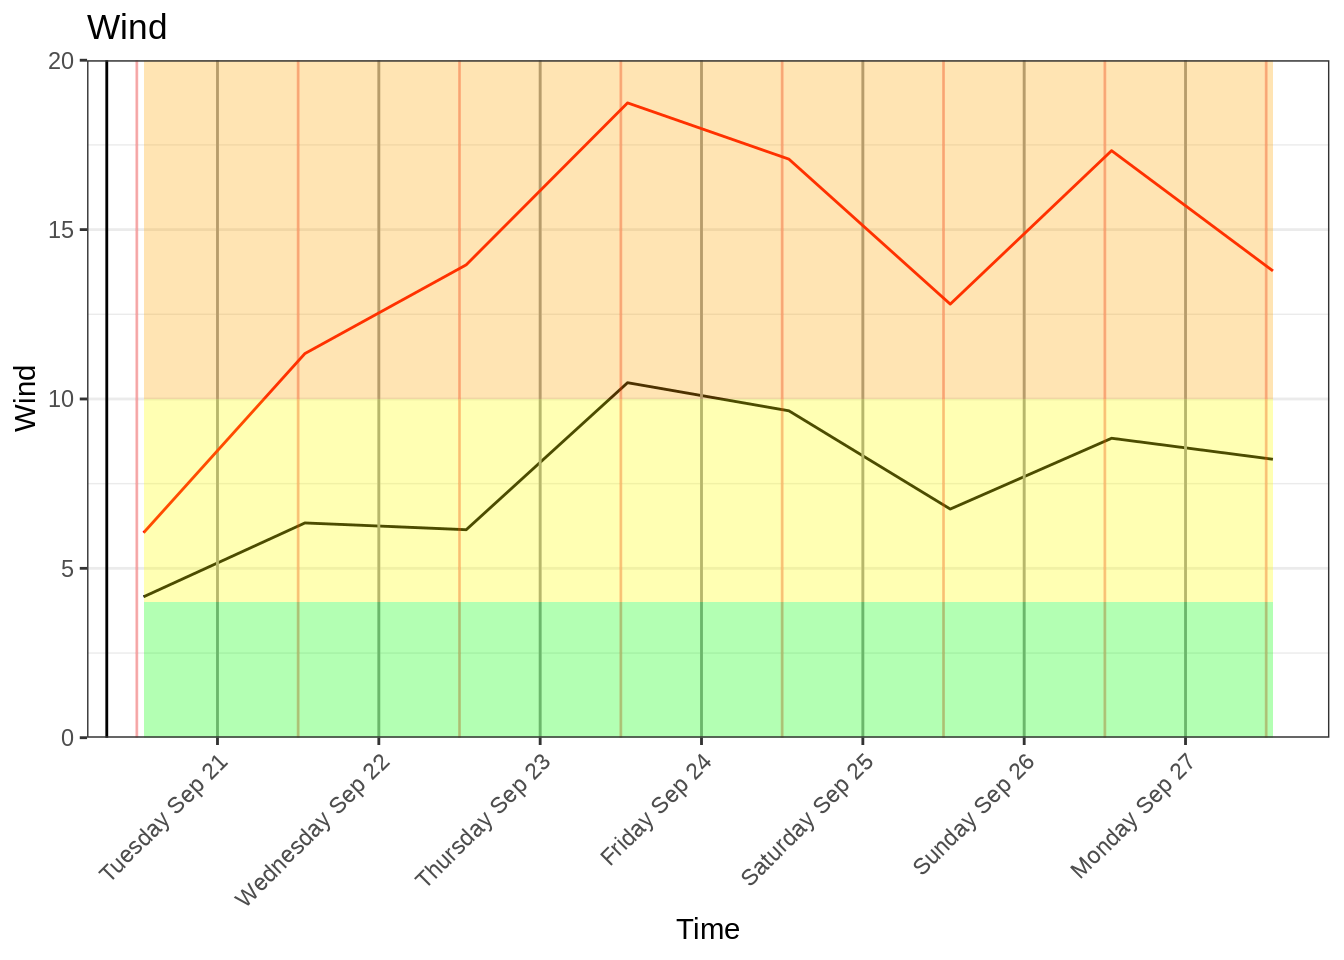 Wind
20
15
10
5
0
Wind
Tuesday Sep 21
Wednesday Sep 22
Thursday Sep 23
Friday Sep 24
Saturday Sep 25
Sunday Sep 26
Monday Sep 27
Time